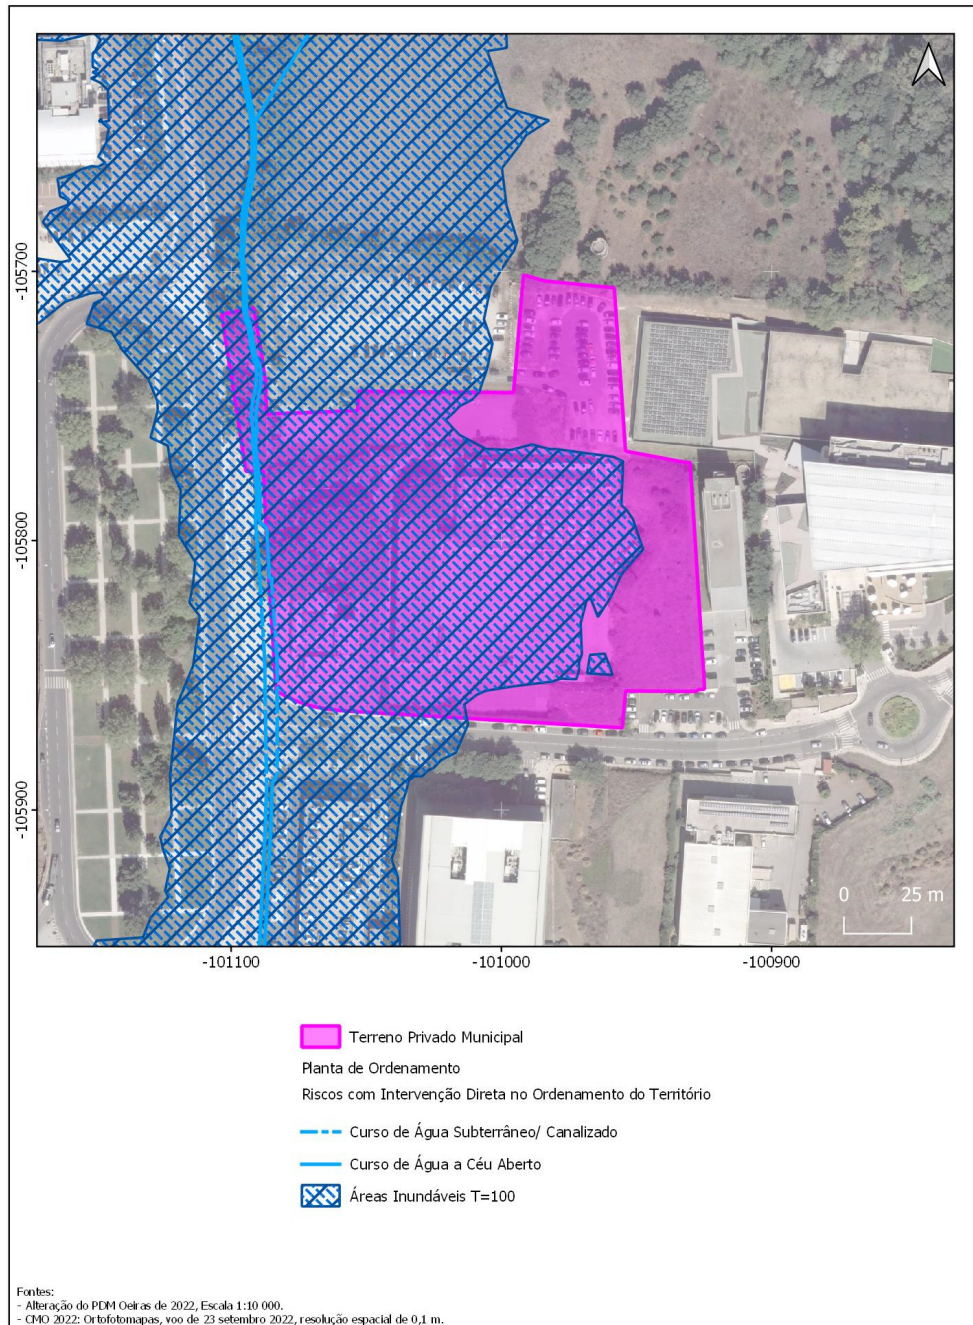 -105700
-105800
-105900
0 25 m
-101100 -101000 -100900
Terreno Privado Municipal
Planta de Ordenamento
Riscos com Intervenção Direta no Ordenamento do Território
Curso de Água Subterrâneo/ Canalizado
Curso de Água a Céu Aberto
Áreas Inundáveis T=100
Fontes:
- Alteração do PDM Oeiras de 2022, Escala 1:10 000.
- CMO 2022: Ortofotomapas, voo de 23 setembro 2022, resolução espacial de 0,1 m.